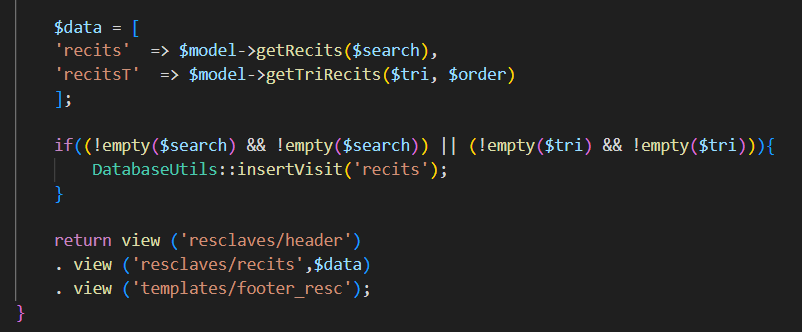 $data = [
'recits'  => $model->getRecits($search),
'recitsT'  => $model->getTriRecits($tri, $order)
];
if((!empty($search) && !empty($search)) || (!empty($tri) && !empty($tri))){
DatabaseUtils::insertVisit('recits');
}
return view ('resclaves/header')
. view ('resclaves/recits',$data)
. view ('templates/footer_resc');
}